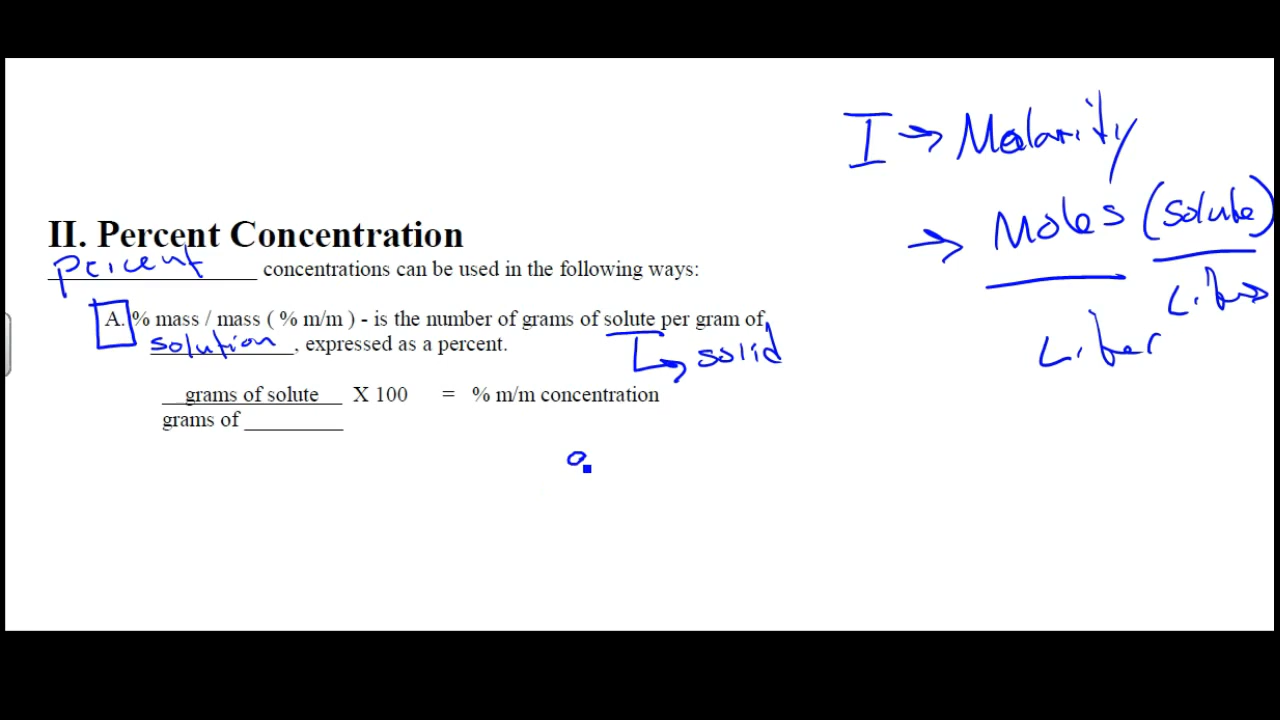 I → Molarity
→ Moles (solute)
Liter
II. Percent Concentration
percent concentrations can be used in the following ways:
A. % mass / mass ( % m/m ) - is the number of grams of solute per gram of
solution, expressed as a percent.
→ solid
grams of solute X 100 = % m/m concentration
grams of __________